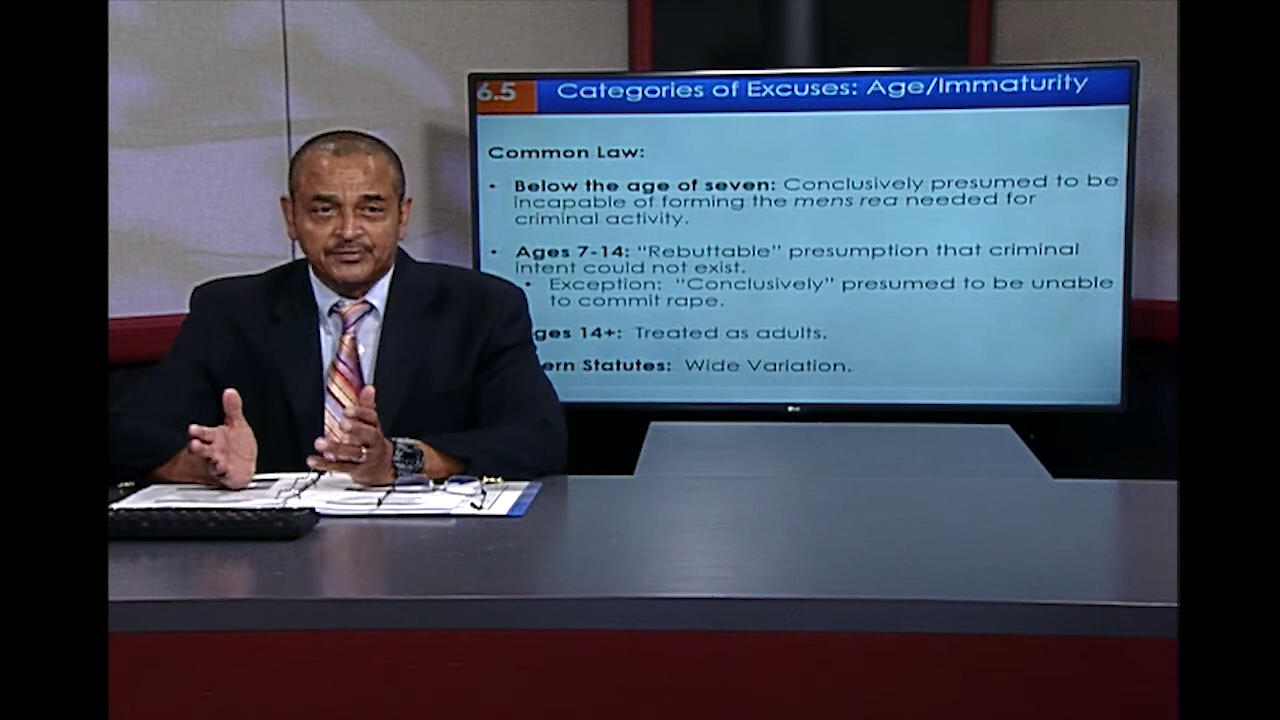 6.5 Categories of Excuses: Age/Immaturity
Common Law:
• Below the age of seven: Conclusively presumed to be
incapable of forming the mens rea needed for
criminal activity.
• Ages 7-14: “Rebuttable” presumption that criminal
intent could not exist.
• Exception: “Conclusively” presumed to be unable
to commit rape.
ges 14+: Treated as adults.
ern Statutes: Wide Variation.
LG